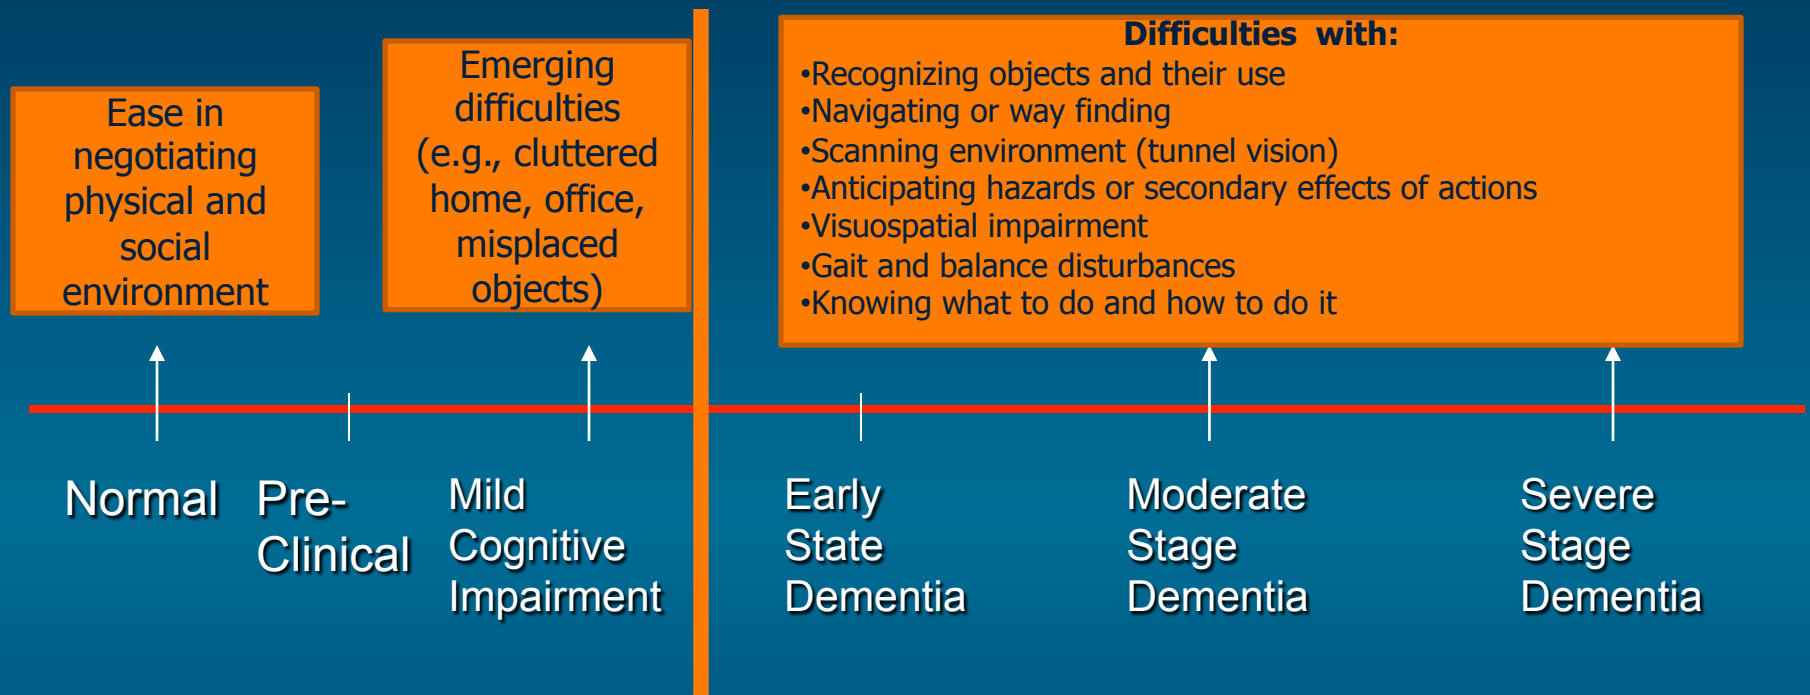 Ease in
negotiating
physical and
social
environment
Emerging
difficulties
(e.g., cluttered
home, office,
misplaced
objects)
Difficulties with:
•Recognizing objects and their use
•Navigating or way finding
•Scanning environment (tunnel vision)
•Anticipating hazards or secondary effects of actions
•Visuospatial impairment
•Gait and balance disturbances
•Knowing what to do and how to do it
Normal
Pre-
Clinical
Mild
Cognitive
Impairment
Early
State
Dementia
Moderate
Stage
Dementia
Severe
Stage
Dementia